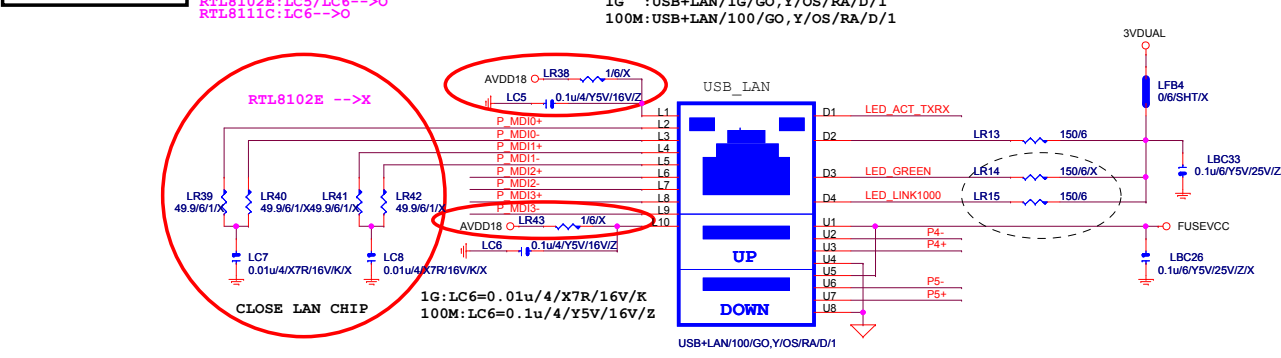 RTL8102E:LC5/LC6-->O
RTL8111C:LC6-->O
1G :USB+LAN/1G/GO,Y/OS/RA/D/1
100M:USB+LAN/100/GO,Y/OS/RA/D/1
3VDUAL
AVDD18
LR38
1/6/X
LC5
0.1u/4/Y5V/16V/Z
RTL8102E -->X
USB_LAN
LFB4
0/6/SHT/X
P_MDI0+
P_MDI0-
P_MDI1+
P_MDI1-
P_MDI2+
P_MDI2-
P_MDI3+
P_MDI3-
L1
L2
L3
L4
L5
L6
L7
L8
L9
L10
D1
D2
D3
D4
U1
U2
U3
U4
U5
U6
U7
U8
LED_ACT_TXRX
LED_GREEN
LED_LINK1000
LR13
150/6
LR14
150/6/X
LR15
150/6
LBC33
0.1u/6/Y5V/25V/Z
LR39
49.9/6/1/X
LR40
49.9/6/1/X
LR41
49.9/6/1/X
LR42
49.9/6/1/X
AVDD18
LR43
1/6/X
LC6
0.1u/4/Y5V/16V/Z
LC7
0.01u/4/X7R/16V/K/X
LC8
0.01u/4/X7R/16V/K/X
CLOSE LAN CHIP
1G:LC6=0.01u/4/X7R/16V/K
100M:LC6=0.1u/4/Y5V/16V/Z
UP
DOWN
P4-
P4+
P5-
P5+
FUSEVCC
LBC26
0.1u/6/Y5V/25V/Z/X
USB+LAN/100/GO,Y/OS/RA/D/1